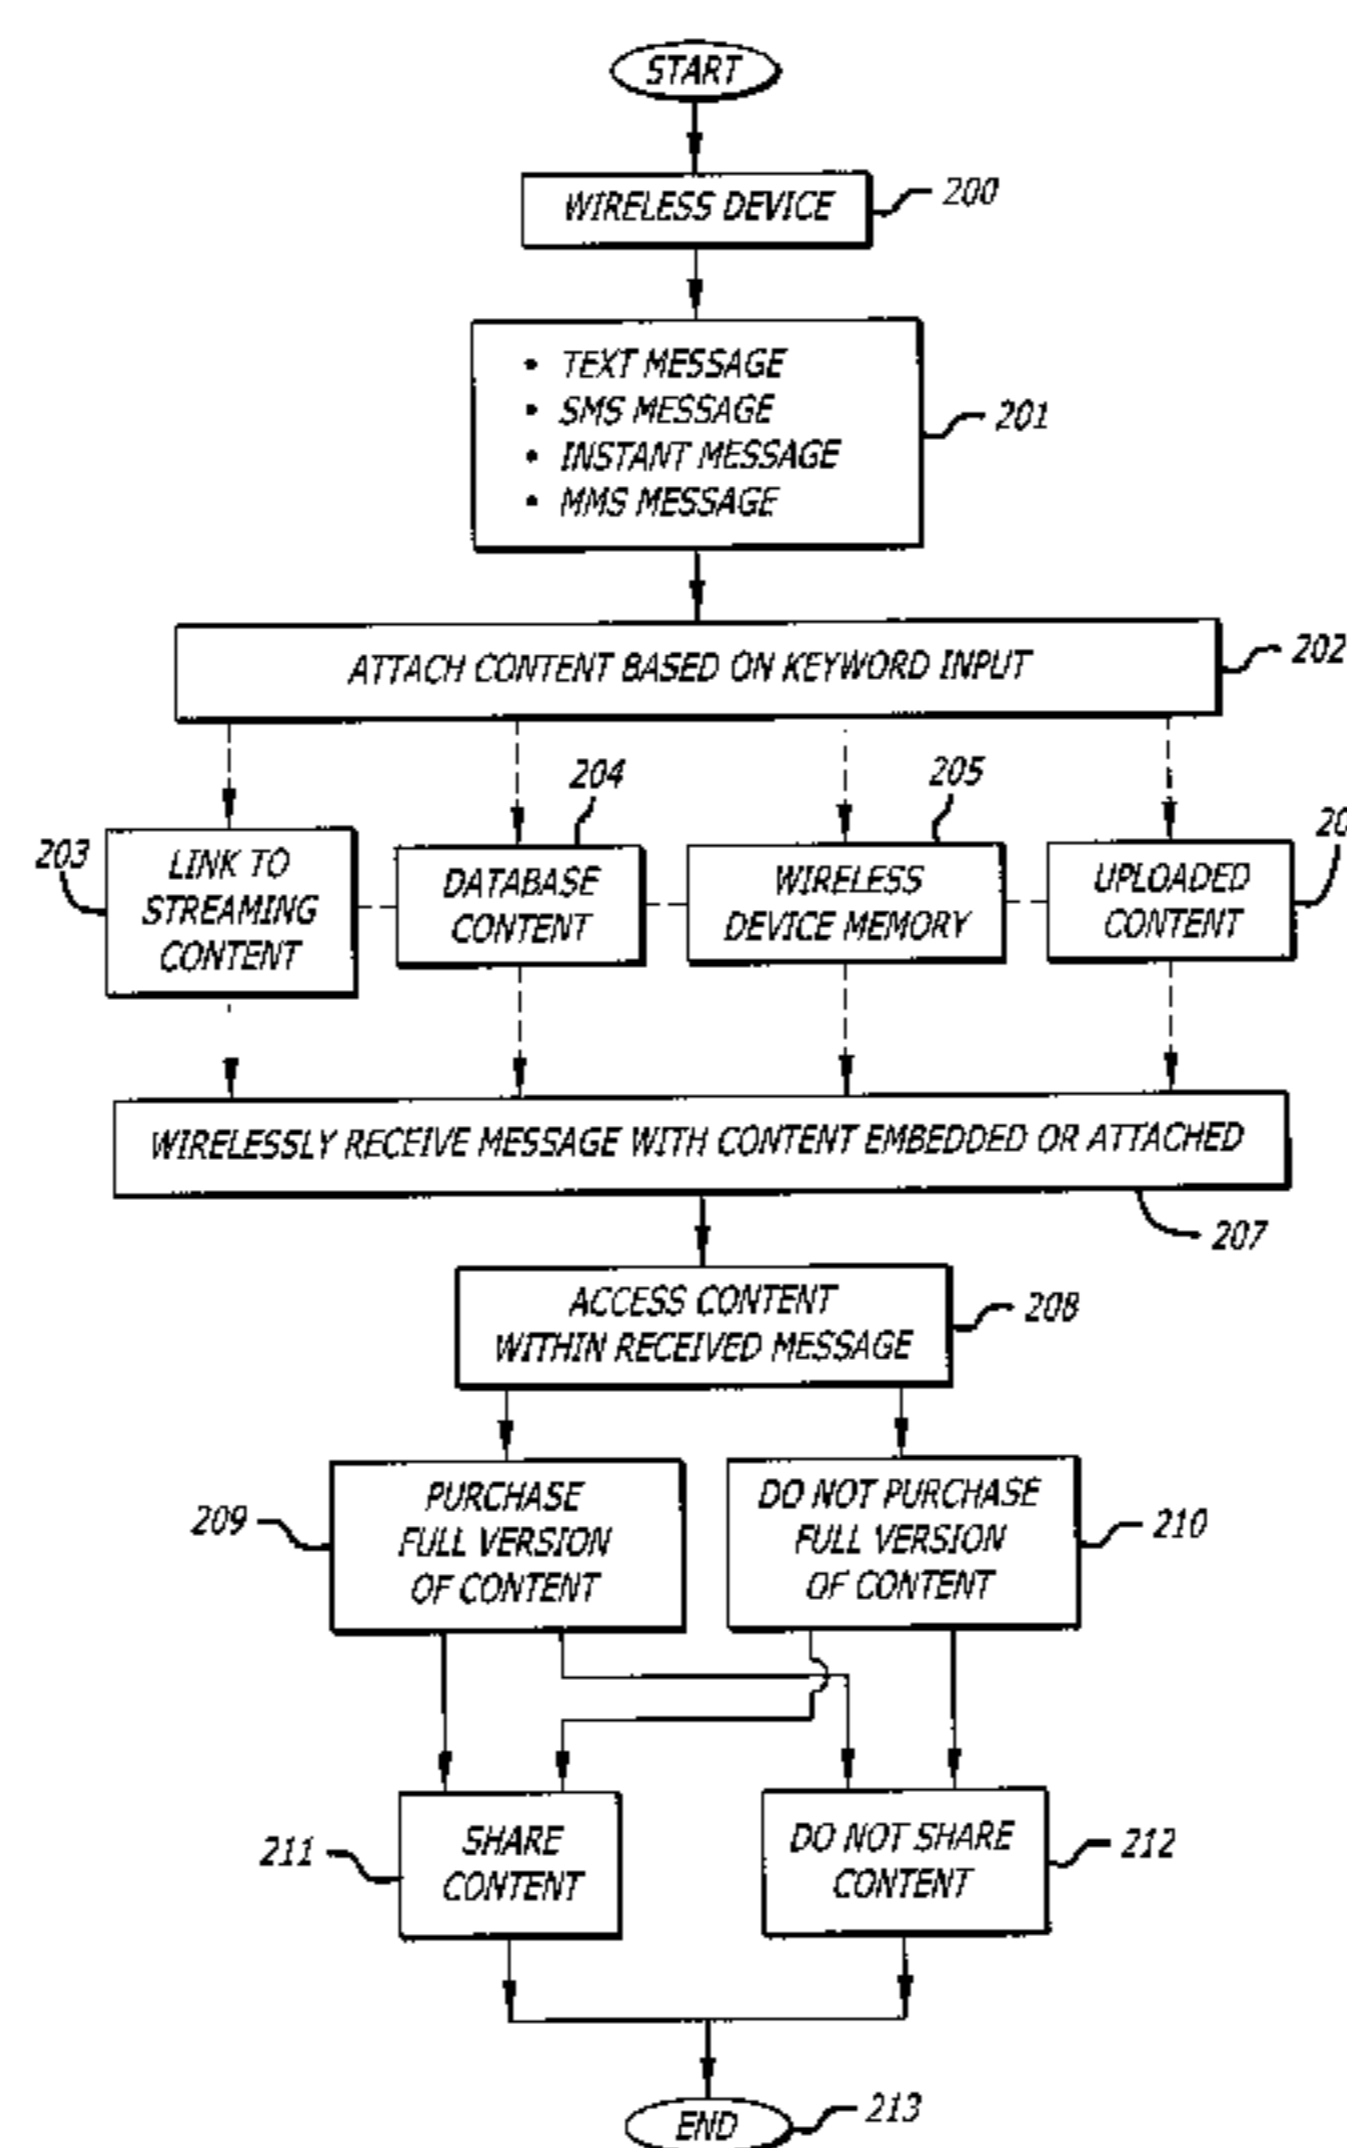 START
WIRELESS DEVICE
200
• TEXT MESSAGE
• SMS MESSAGE
• INSTANT MESSAGE
• MMS MESSAGE
201
ATTACH CONTENT BASED ON KEYWORD INPUT
202
203
LINK TO
STREAMING
CONTENT
204
DATABASE
CONTENT
205
WIRELESS
DEVICE MEMORY
20
UPLOADED
CONTENT
WIRELESSLY RECEIVE MESSAGE WITH CONTENT EMBEDDED OR ATTACHED
207
ACCESS CONTENT
WITHIN RECEIVED MESSAGE
208
209
PURCHASE
FULL VERSION
OF CONTENT
DO NOT PURCHASE
FULL VERSION
OF CONTENT
210
211
SHARE
CONTENT
DO NOT SHARE
CONTENT
212
END
213